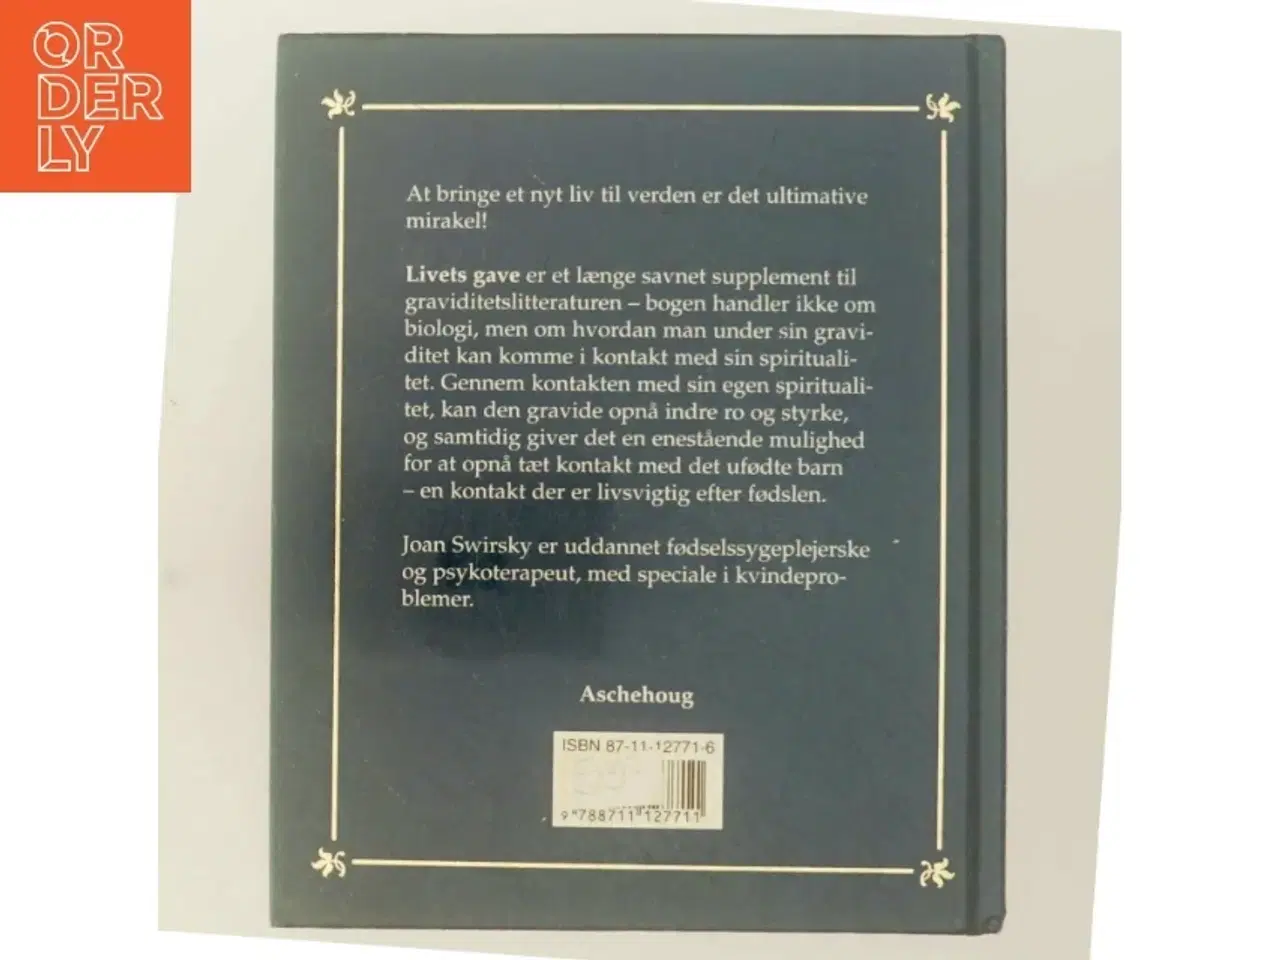 ORDERLY
At bringe et nyt liv til verden er det ultimative
mirakel!
Livets gave er et længe savnet supplement til
graviditetslitteraturen – bogen handler ikke om
biologi, men om hvordan man under sin gravi-
ditet kan komme i kontakt med sin spirituali-
tet. Gennem kontakten med sin egen spirituali-
tet, kan den gravide opnå indre ro og styrke,
og samtidig giver det en enestående mulighed
for at opnå tæt kontakt med det ufødte barn
– en kontakt der er livsvigtig efter fødslen.
Joan Swirsky er uddannet fødselssygeplejerske
og psykoterapeut, med speciale i kvindepro-
blemer.
Aschehoug
ISBN 87-11-12771-6
9 788711 127711